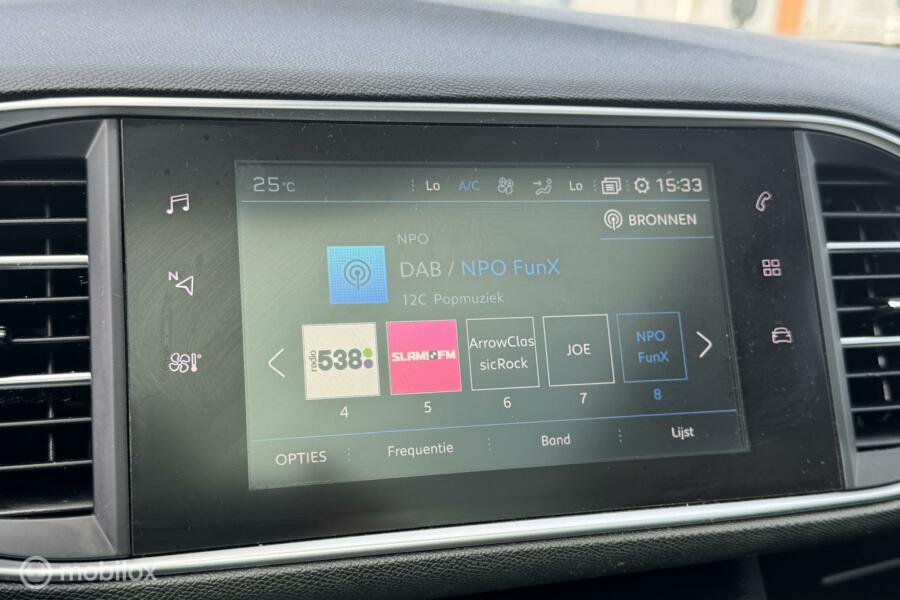 25°C Lo A/C Lo 15:33
BRONNEN
NPO
DAB / NPO FunX
12C Popmuziek
N
radio 538
SLAM! FM
ArrowClas
sicRock
JOE
NPO
FunX
4 5 6 7 8
OPTIES Frequentie Band Lijst
mobilox